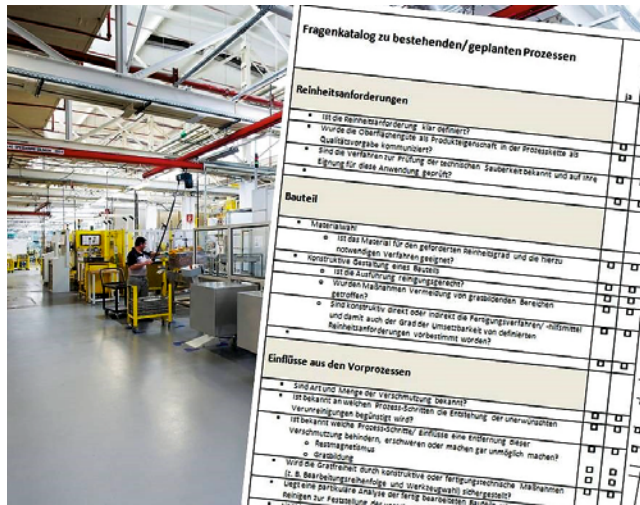 Fragenkatalog zu bestehenden/ geplanten Prozessen
ja
Reinheitsanforderungen
Ist die Reinheitsanforderung klar definiert?
Wurde die Oberflächengüte als Produkteigenschaft in der Prozesskette als
Qualitätsvorgabe kommuniziert?
Sind die Verfahren zur Prüfung der technischen Sauberkeit bekannt und auf ihre
Eignung für diese Anwendung geprüft?
Bauteil
Materialwahl
Ist das Material für den geforderten Reinheitsgrad und die hierzu
notwendigen Verfahren geeignet?
Konstruktive Gestaltung eines Bauteils
Ist die Ausführung reinigungsgerecht?
Wurden Maßnahmen Vermeidung von gratbildenden Bereichen
getroffen?
Sind konstruktiv direkt oder indirekt die Fertigungsverfahren/ -hilfsmittel
und damit auch der Grad der Umsetzbarkeit von definierten
Reinheitsanforderungen vorbestimmt worden?
Einflüsse aus den Vorprozessen
Sind Art und Menge der Verschmutzung bekannt?
Ist bekannt an welchen Prozess-Schritten die Entstehung der unerwünschten
Verunreinigungen begünstigt wird?
Ist bekannt welche Prozess-Schritte/ Einflüsse eine Entfernung dieser
Verschmutzung behindern, erschweren oder machen gar unmöglich machen?
Restmagnetismus
Gratbildung
Wird die Gratfreiheit durch konstruktive oder fertigungstechnische Maßnahmen
(z. B. Bearbeitungsreihenfolge und Werkzeugwahl) sichergestellt?
Liegt eine partikuläre Analyse der fertig bearbeiteten Bauteile
Reinigen zur Feststellung der